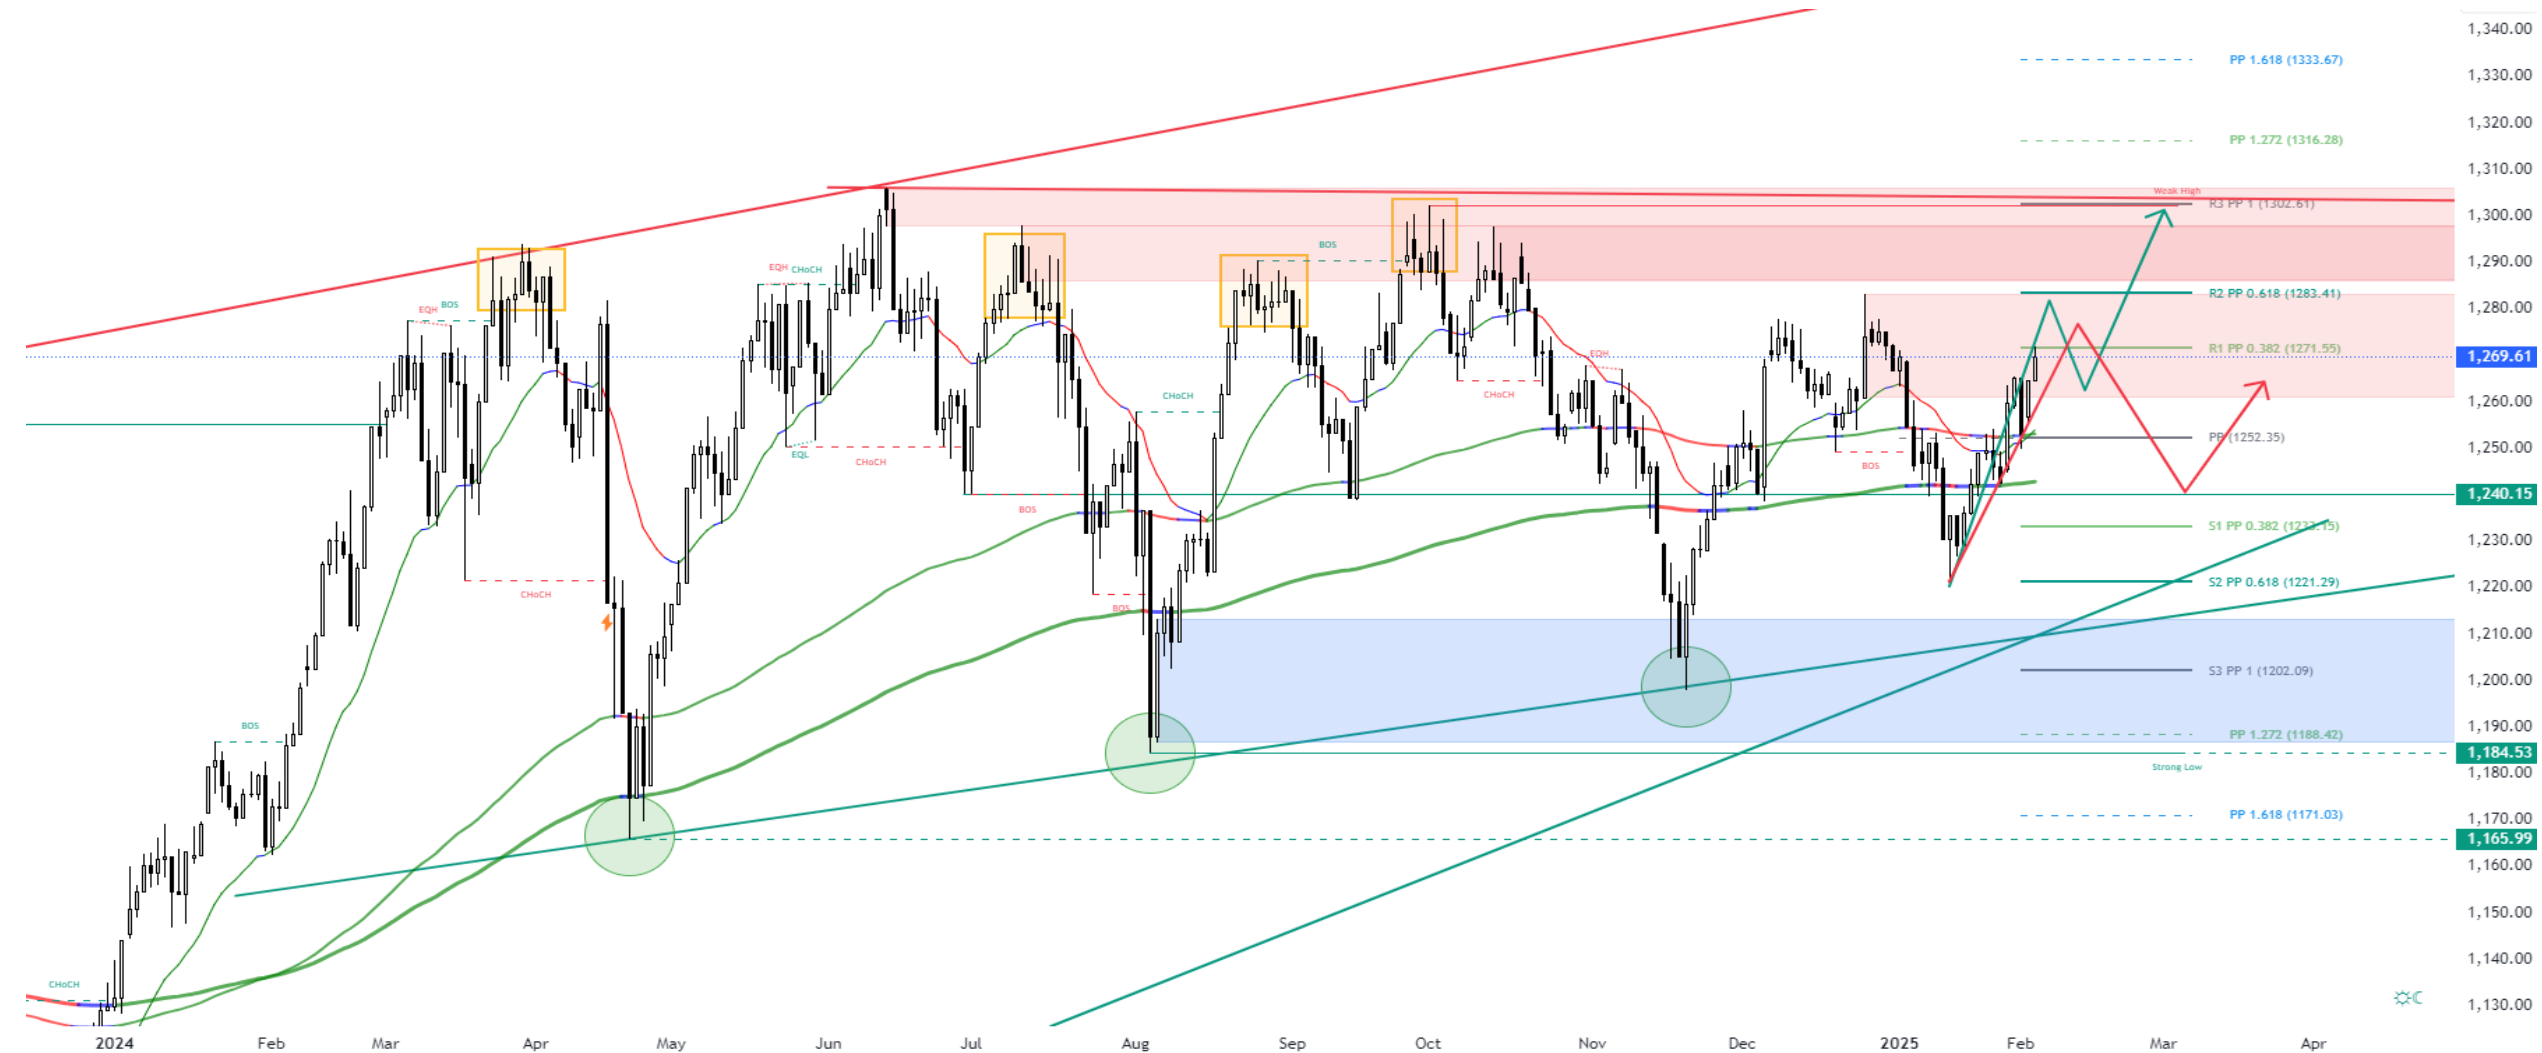 1,340.00
PP 1.618 (1333.67)
1,330.00
1,320.00
PP 1.272 (1316.28)
1,310.00
Weak High
R3 PP 1 (1302.61)
1,300.00
BOS
1,290.00
EQH CHoCH
R2 PP 0.618 (1283.41)
EQH BOS
1,280.00
R1 PP 0.382 (1271.55)
EQH
1,269.61
CHoCH
CHoCH
1,260.00
PP (1252.35)
1,250.00
EQL
CHoCH
BOS
1,240.15
BOS
S1 PP 0.382 (1233.15)
1,230.00
S2 PP 0.618 (1221.29)
1,220.00
CHoCH
BOS
1,210.00
S3 PP 1 (1202.09)
1,200.00
BOS
1,190.00
PP 1.272 (1188.42)
1,184.53
Strong Low
1,180.00
PP 1.618 (1171.03)
1,170.00
1,165.99
1,160.00
1,150.00
1,140.00
CHoCH
1,130.00
2024 Feb Mar Apr May Jun Jul Aug Sep Oct Nov Dec 2025 Feb Mar Apr